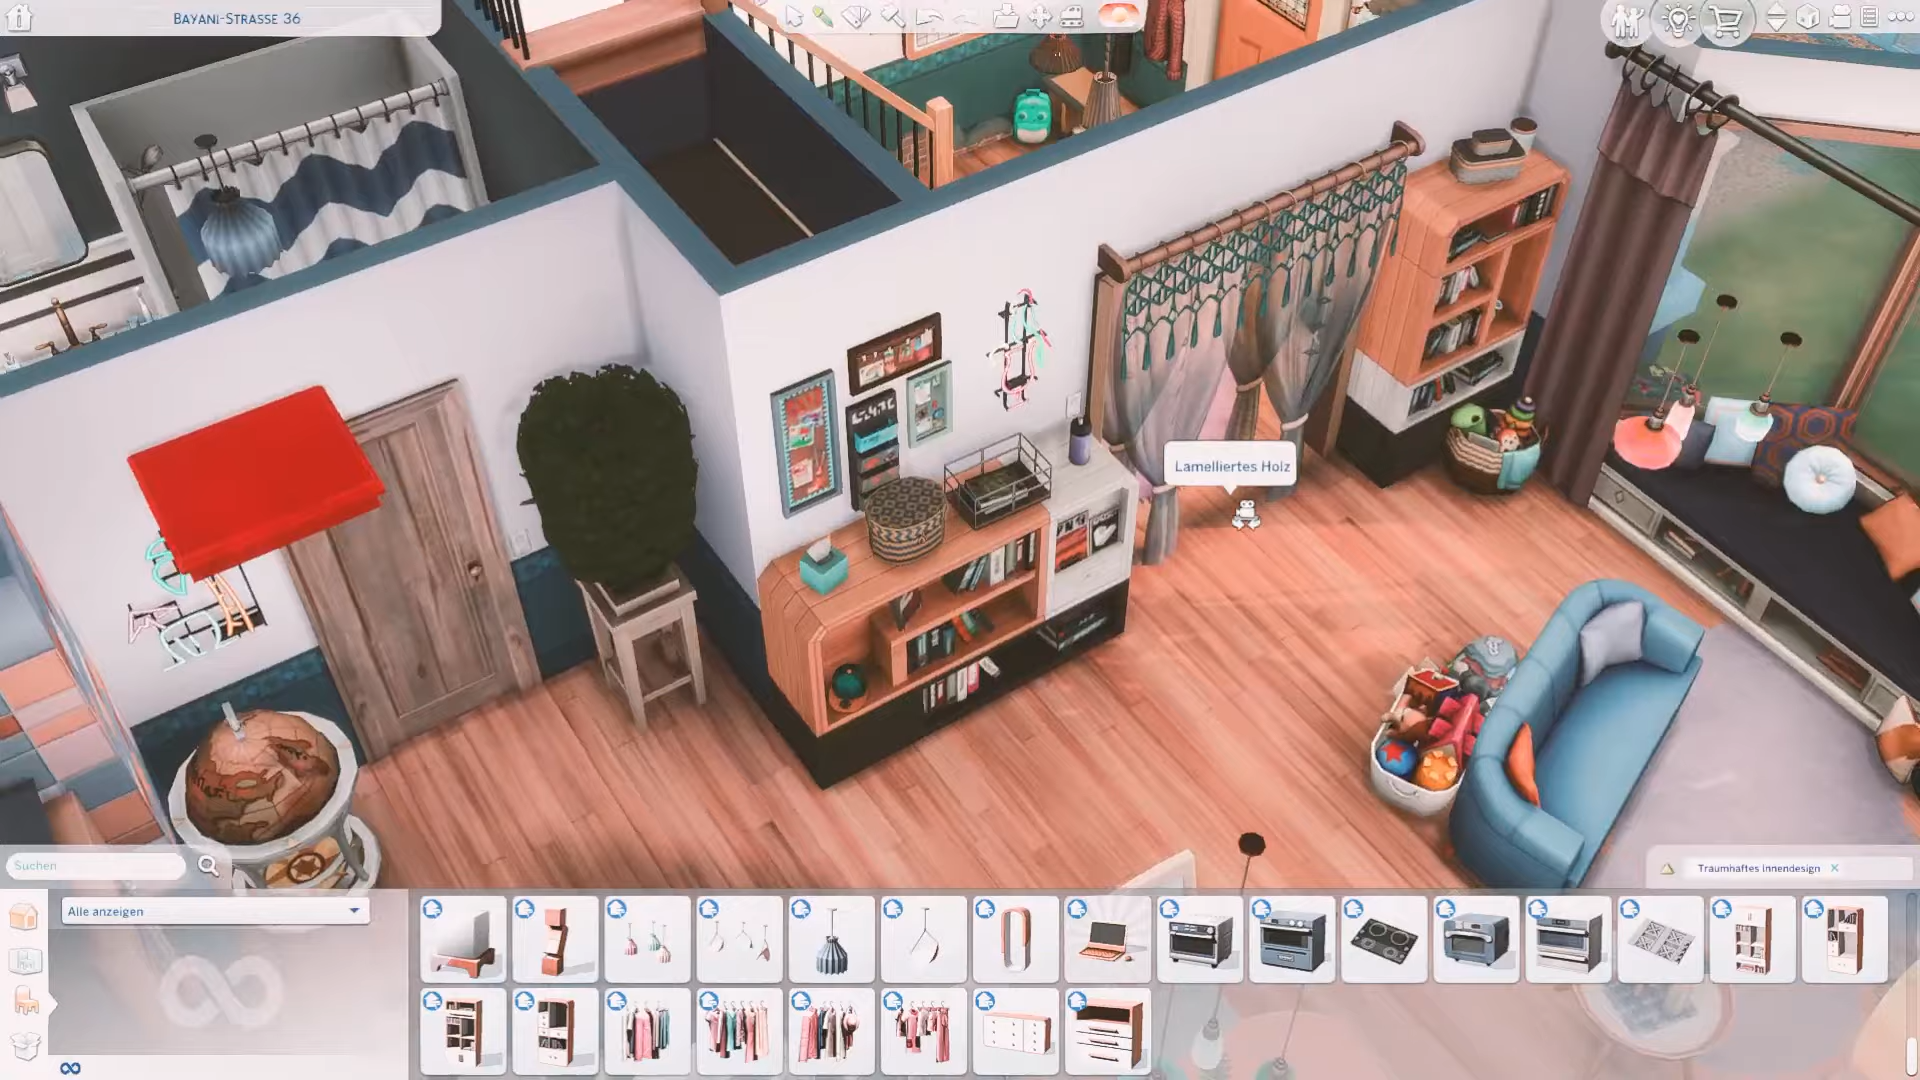 Bayani-Strasse 36
Lamelliertes Holz
Suchen
Traumhaftes Innendesign
Alle anzeigen